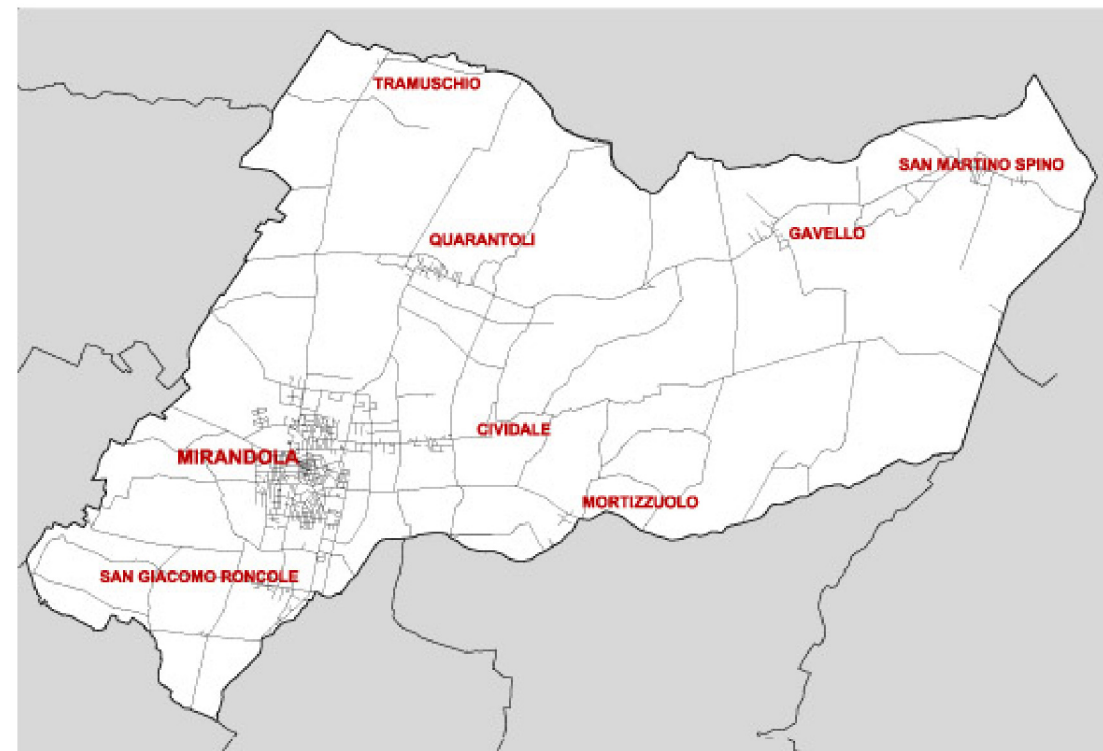 TRAMUSCHIO
SAN MARTINO SPINO
QUARANTOLI
GAVELLO
CIVIDALE
MIRANDOLA
MORTIZZUOLO
SAN GIACOMO RONCOLE